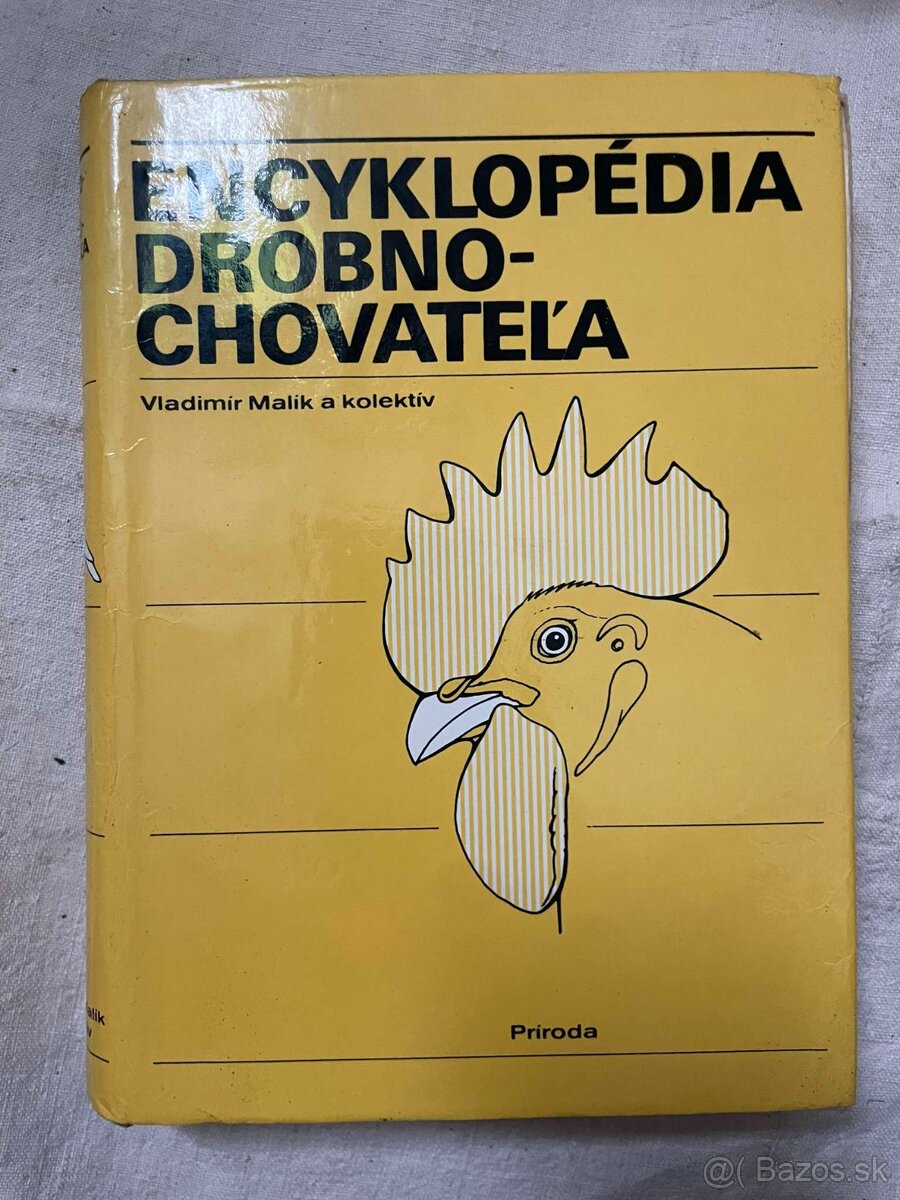 ENCYKLOPÉDIA
DROBNO-
CHOVATEĽA
Vladimír Malík a kolektív
Príroda
@( Bazos.sk